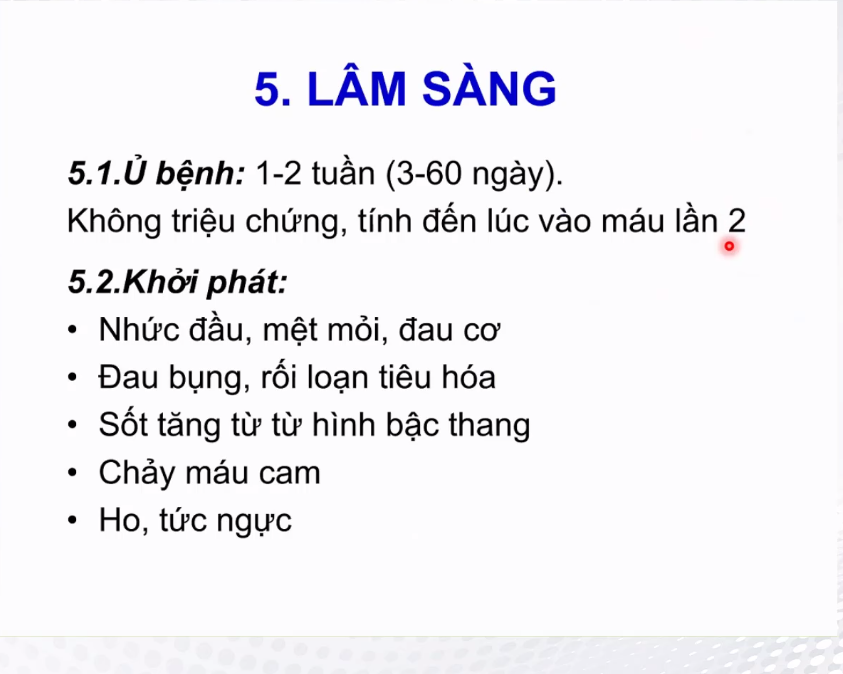 5. LÂM SÀNG
5.1.Ủ bệnh: 1-2 tuần (3-60 ngày).
Không triệu chứng, tính đến lúc vào máu lần 2
5.2.Khởi phát:
• Nhức đầu, mệt mỏi, đau cơ
• Đau bụng, rối loạn tiêu hóa
• Sốt tăng từ từ hình bậc thang
• Chảy máu cam
• Ho, tức ngực